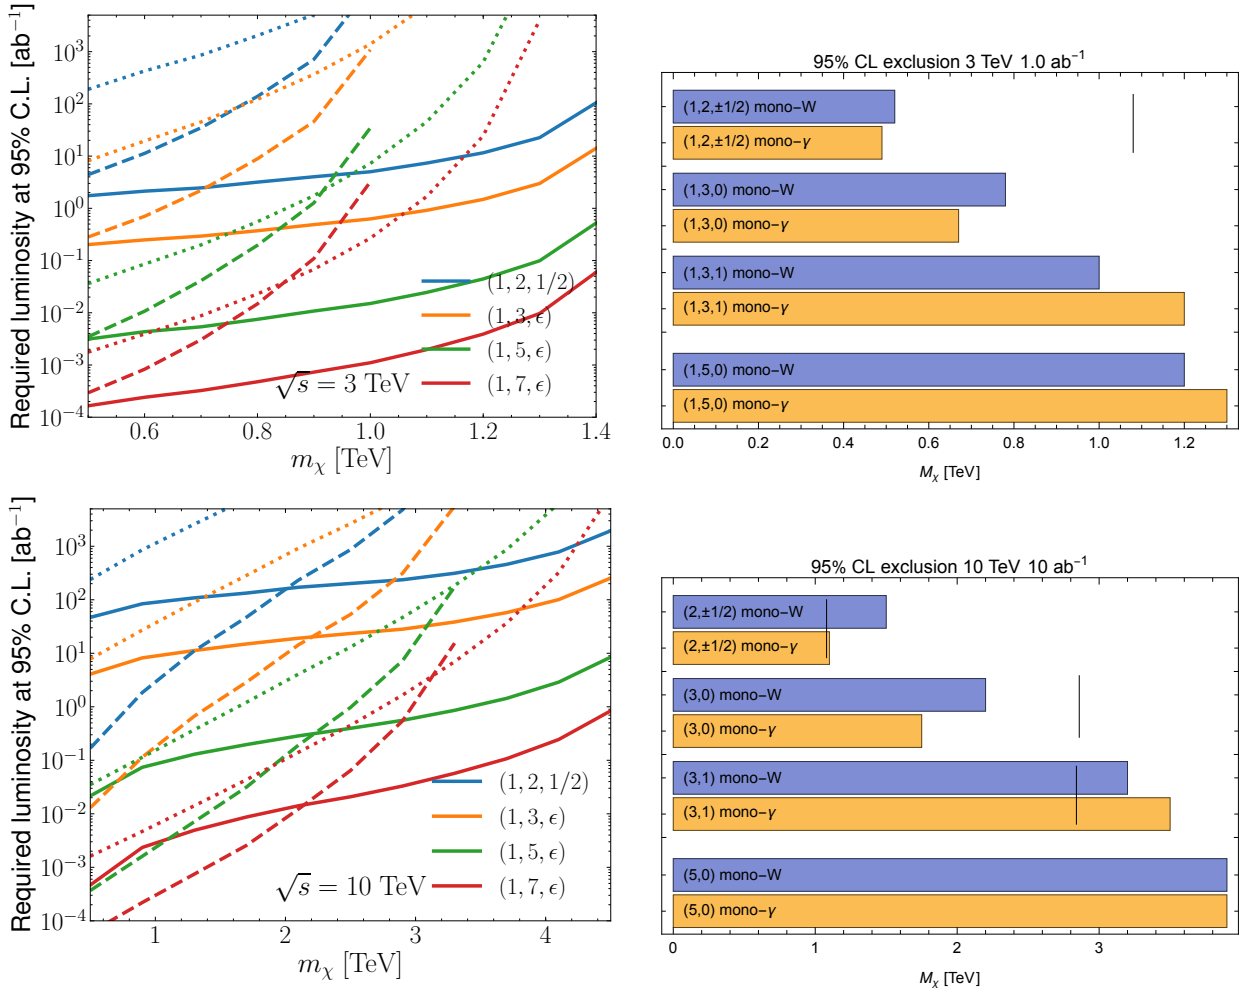 Required luminosity at 95% C.L. [ab⁻¹]
10³
10²
10¹
10⁰
10⁻¹
10⁻²
10⁻³
10⁻⁴
(1, 2, 1/2)
(1, 3, ϵ)
(1, 5, ϵ)
(1, 7, ϵ)
√s = 3 TeV
0.6 0.8 1.0 1.2 1.4
mχ [TeV]
95% CL exclusion 3 TeV 1.0 ab⁻¹
(1,2,±1/2) mono-W
(1,2,±1/2) mono-γ
(1,3,0) mono-W
(1,3,0) mono-γ
(1,3,1) mono-W
(1,3,1) mono-γ
(1,5,0) mono-W
(1,5,0) mono-γ
0.0 0.2 0.4 0.6 0.8 1.0 1.2
Mχ [TeV]
Required luminosity at 95% C.L. [ab⁻¹]
10³
10²
10¹
10⁰
10⁻¹
10⁻²
10⁻³
10⁻⁴
(1, 2, 1/2)
(1, 3, ϵ)
(1, 5, ϵ)
(1, 7, ϵ)
√s = 10 TeV
1 2 3 4
mχ [TeV]
95% CL exclusion 10 TeV 10 ab⁻¹
(2,±1/2) mono-W
(2,±1/2) mono-γ
(3,0) mono-W
(3,0) mono-γ
(3,1) mono-W
(3,1) mono-γ
(5,0) mono-W
(5,0) mono-γ
0 1 2 3
Mχ [TeV]